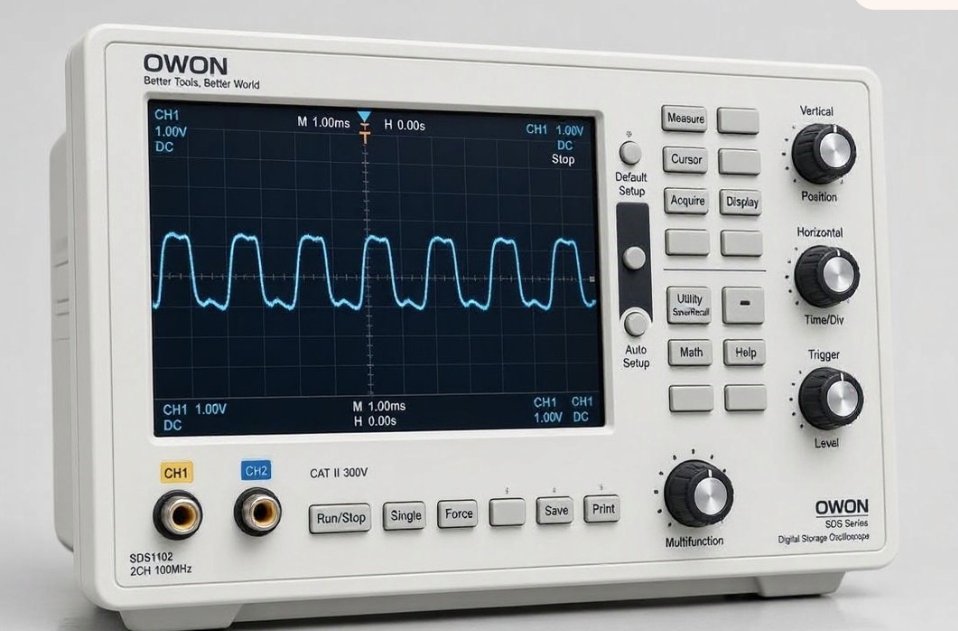 OWON
Better Tools, Better World
CH1
1.00V
DC
M 1.00ms
T
H 0.00s
CH1 1.00V
DC
Stop
CH1 1.00V
DC
M 1.00ms
H 0.00s
CH1 CH1
1.00V DC
Default
Setup
Auto
Setup
Measure
Cursor
Acquire
Display
Utility
Save/Recall
-
Math
Help
Vertical
Position
Horizontal
Time/Div
Trigger
Level
CH1
CH2
CAT II 300V
Run/Stop
Single
Force
Save
Print
Multifunction
SDS1102
2CH 100MHz
OWON
SDS Series
Digital Storage Oscilloscope